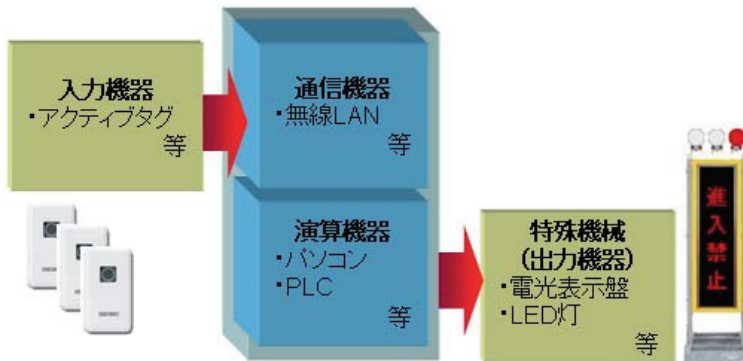 入力機器
・アクティブタグ
等
通信機器
・無線LAN
等
演算機器
・パソコン
・PLC
等
特殊機械
(出力機器)
・電光表示盤
・LED灯
等
進入禁止